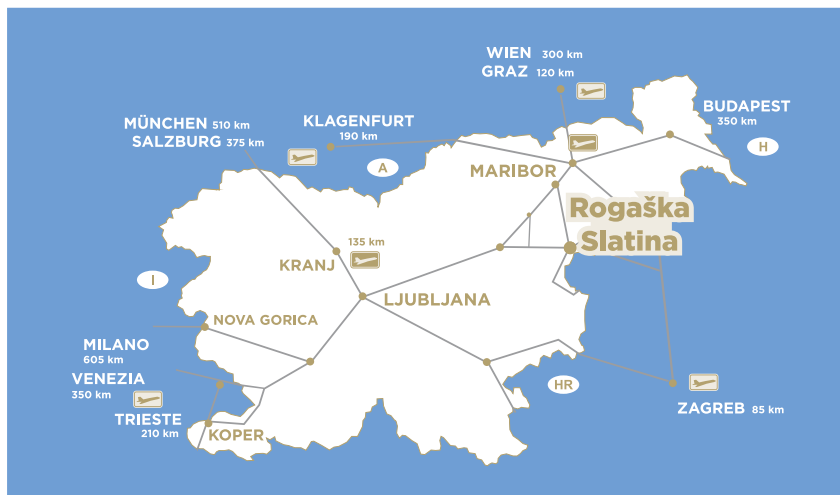 WIEN 300 km
GRAZ 120 km
BUDAPEST
350 km
KLAGENFURT
190 km
MÜNCHEN 510 km
SALZBURG 375 km
H
A
MARIBOR
Rogaška
Slatina
135 km
KRANJ
I
LJUBLJANA
NOVA GORICA
MILANO
605 km
VENEZIA
350 km
HR
TRIESTE
210 km
KOPER
ZAGREB 85 km